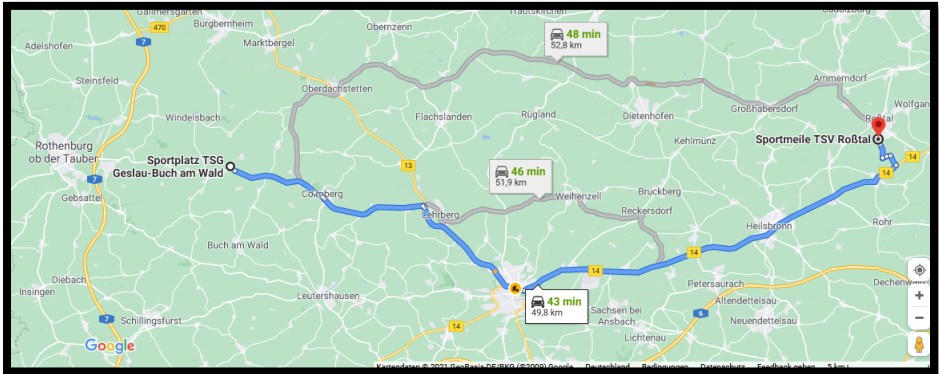 Gallmersgarten
Trautskirchen
Cadolzburg
470
Burgbernheim
Obernzenn
7
Adelshofen
Marktbergel
48 min
52,8 km
Steinsfeld
Oberdachstetten
Ammerndorf
Windelsbach
Flachslanden
Rügland
Dietenhofen
Großhabersdorf
Wolfgan
Roßtal
Rothenburg
ob der Tauber
Kehlmünz
Sportmeile TSV Roßtal
Sportplatz TSG
Geslau-Buch am Wald
13
14
7
46 min
51,9 km
14
Gebsattel
Colmberg
Weihenzell
Bruckberg
Lehrberg
Reckersdorf
Heilsbronn
Rohr
Buch am Wald
14
14
Diebach
Petersaurach
Dechenw
Insingen
Leutershausen
43 min
49,8 km
Altendettelsau
7
Schillingsfürst
14
Sachsen bei
Ansbach
6
Neuendettelsau
Lichtenau
Google
Kartendaten © 2021 GeoBasis-DE/BKG (©2009) Google Deutschland Bedingungen Datenschutz Feedback geben 5 km